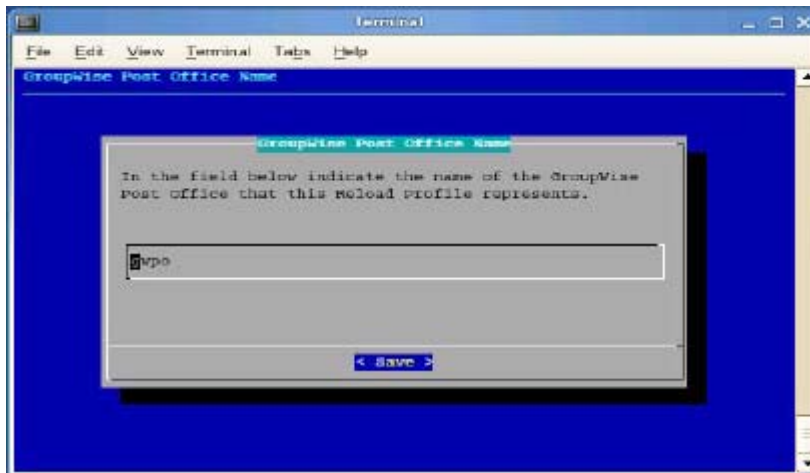 Terminal
File Edit View Terminal Tabs Help
GroupWise Post Office Name
GroupWise Post Office Name
In the field below indicate the name of the GroupWise
Post Office that this Reload Profile represents.
gwpo
< Save >